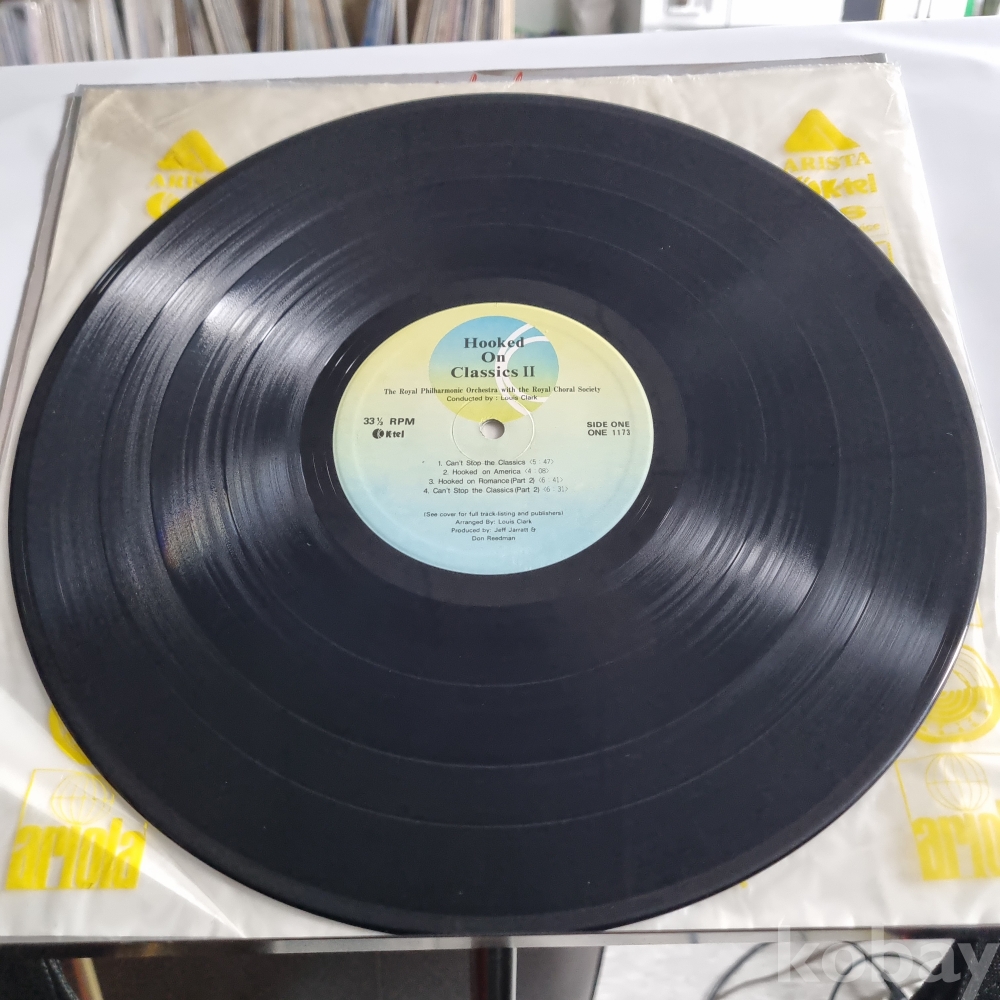 ARISTA
ARISTA
K-tel
Hooked
On
Classics II
The Royal Philharmonic Orchestra with the Royal Choral Society
Conducted by : Louis Clark
33⅓ RPM
K-tel
SIDE ONE
ONE 1173
1. Can't Stop the Classics〈5 : 47〉
2. Hooked on America〈4 : 08〉
3. Hooked on Romance(Part 2)〈6 : 41〉
4. Can't Stop the Classics(Part 2)〈6 : 31〉
(See cover for full track-listing and publishers)
Arranged By: Louis Clark
Produced by: Jeff Jarratt &
Don Reedman
ariola
ariola
kobay